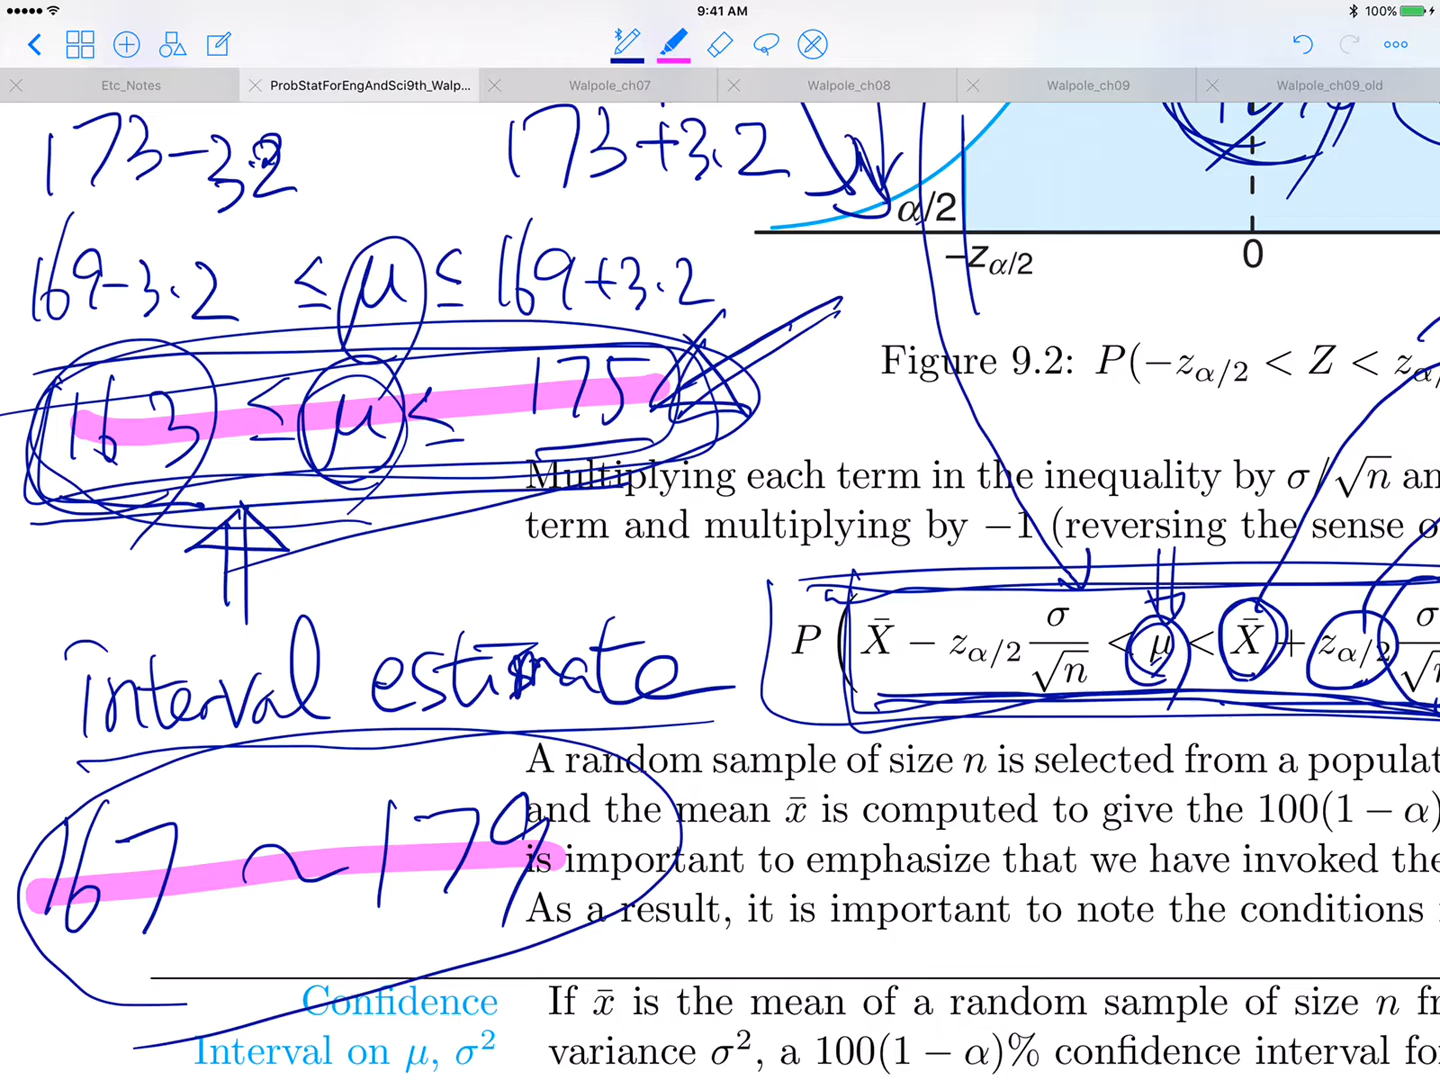 9:41 AM
100%
Etc_Notes
ProbStatForEngAndSci9th_Walp...
Walpole_ch07
Walpole_ch08
Walpole_ch09
Walpole_ch09_old
173-3.2
173+3.2
169-3.2 ≤ μ ≤ 169+3.2
163 ≤ μ ≤ 175
interval estimate
167 ~ 179
α/2
−zα/2
0
Figure 9.2: P(−zα/2 < Z < zα/
Multiplying each term in the inequality by σ/√n an
term and multiplying by −1 (reversing the sense o
P ( X̄ − zα/2 σ/√n < μ < X̄ + zα/2 σ/√n
A random sample of size n is selected from a populat
and the mean x̄ is computed to give the 100(1 − α)
is important to emphasize that we have invoked the
As a result, it is important to note the conditions
Confidence
Interval on μ, σ²
If x̄ is the mean of a random sample of size n fr
variance σ², a 100(1 − α)% confidence interval fo